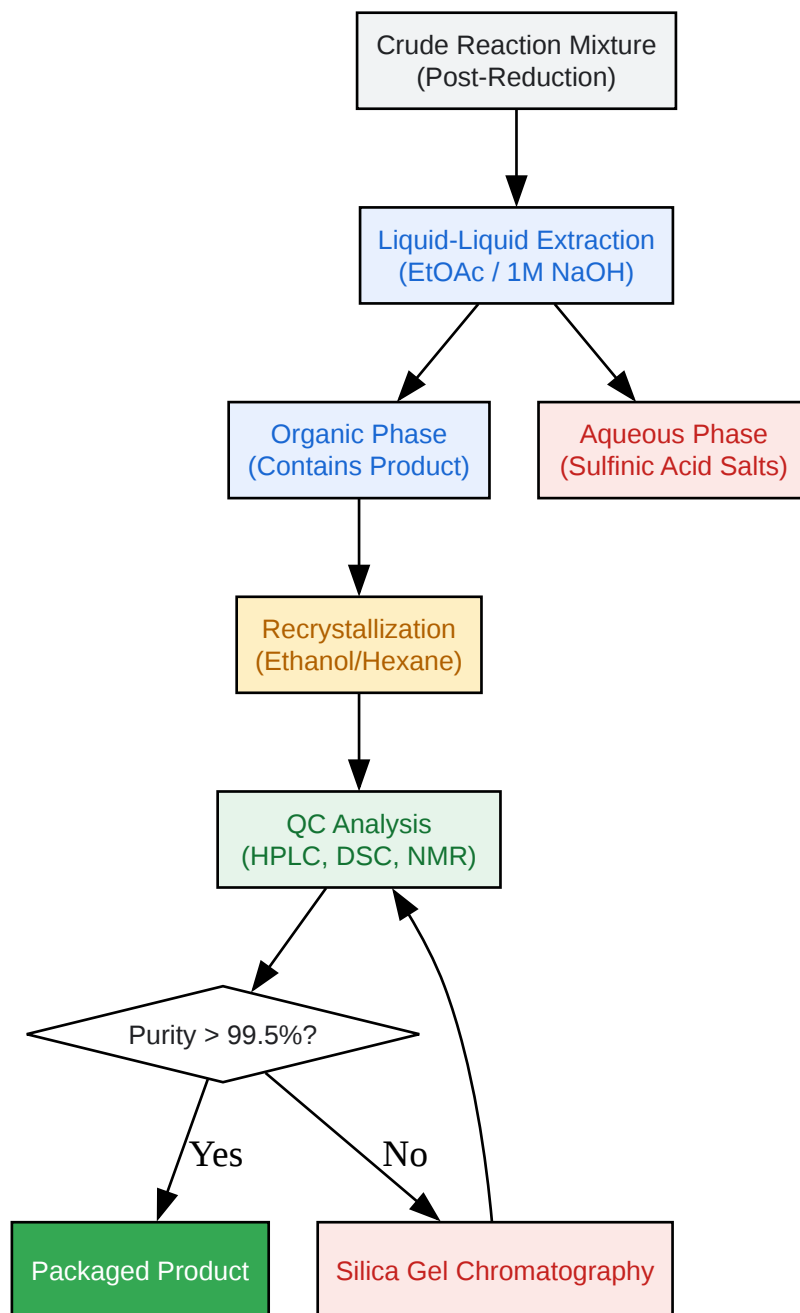 Crude Reaction Mixture
(Post-Reduction)
Liquid-Liquid Extraction
(EtOAc / 1M NaOH)
Organic Phase
(Contains Product)
Aqueous Phase
(Sulfinic Acid Salts)
Recrystallization
(Ethanol/Hexane)
QC Analysis
(HPLC, DSC, NMR)
Purity > 99.5%?
Yes
No
Packaged Product
Silica Gel Chromatography